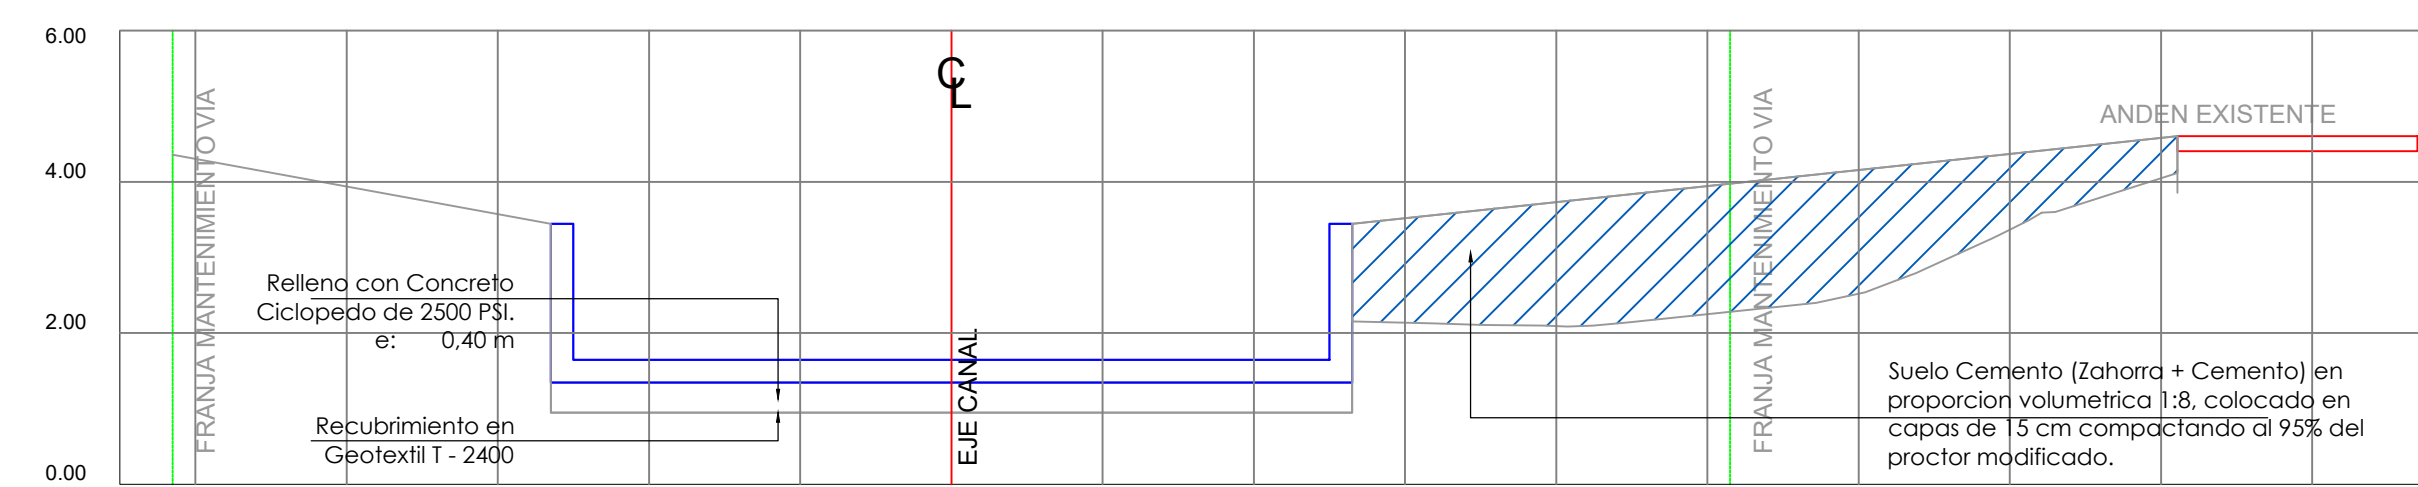 6.00
CL
FRANJA MANTENIMIENTO VIA
FRANJA MANTENIMIENTO VIA
ANDEN EXISTENTE
4.00
Relleno con Concreto
Ciclopedo de 2500 PSI.
e: 0,40 m
2.00
EJE CANAL
Suelo Cemento (Zahorra + Cemento) en
proporcion volumetrica 1:8, colocado en
capas de 15 cm compactando al 95% del
proctor modificado.
Recubrimiento en
Geotextil T - 2400
0.00